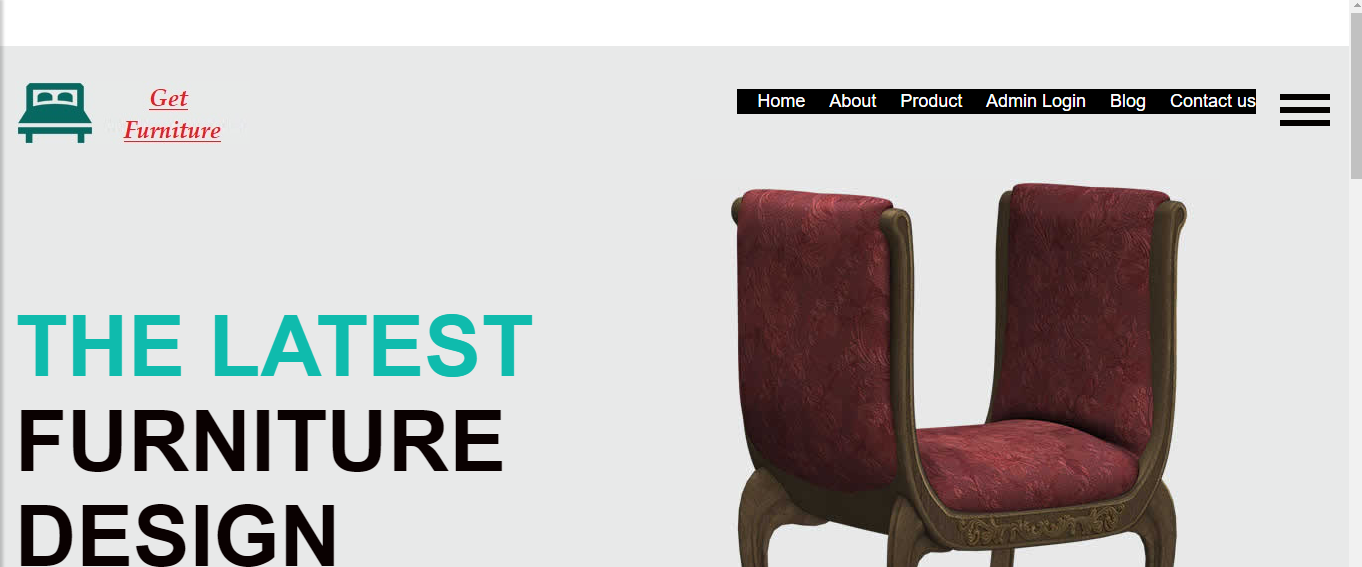 Get
Furniture
Home About Product Admin Login Blog Contact us
THE LATEST
FURNITURE
DESIGN